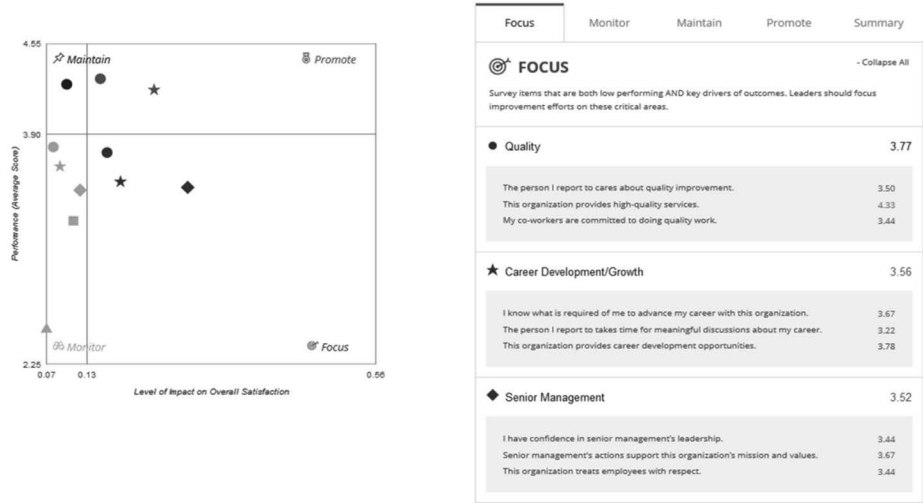 4.55
Maintain
Promote
3.90
Performance (Average Score)
Monitor
Focus
2.25
0.07
0.13
0.56
Level of Impact on Overall Satisfaction
Focus
Monitor
Maintain
Promote
Summary
FOCUS
- Collapse All
Survey items that are both low performing AND key drivers of outcomes. Leaders should focus
improvement efforts on these critical areas.
Quality 3.77
The person I report to cares about quality improvement. 3.50
This organization provides high-quality services. 4.33
My co-workers are committed to doing quality work. 3.44
Career Development/Growth 3.56
I know what is required of me to advance my career with this organization. 3.67
The person I report to takes time for meaningful discussions about my career. 3.22
This organization provides career development opportunities. 3.78
Senior Management 3.52
I have confidence in senior management's leadership. 3.44
Senior management's actions support this organization's mission and values. 3.67
This organization treats employees with respect. 3.44